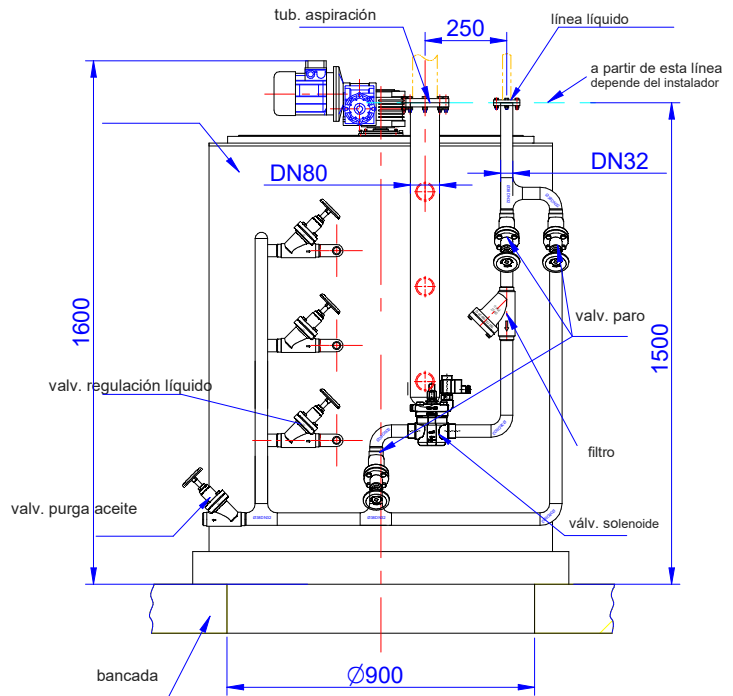 tub. aspiración
250
línea líquido
a partir de esta línea
depende del instalador
DN80
DN32
1600
1500
valv. paro
valv. regulación líquido
filtro
valv. purga aceite
válv. solenoide
bancada
Ø900